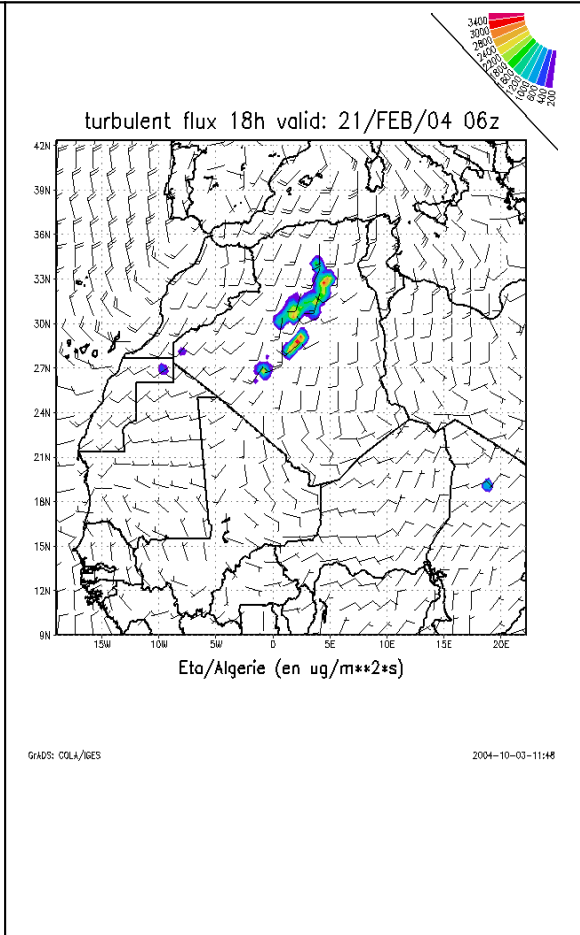 3400
3000
2800
2400
2200
1800
1600
1200
1000
800
600
400
200
turbulent flux 18h valid: 21/FEB/04 06z
42N
39N
36N
33N
30N
27N
24N
21N
18N
15N
12N
9N
15W
10W
5W
0
5E
10E
15E
20E
Eta/Algerie (en ug/m**2*s)
GrADS: COLA/IGES
2004-10-03-11:48